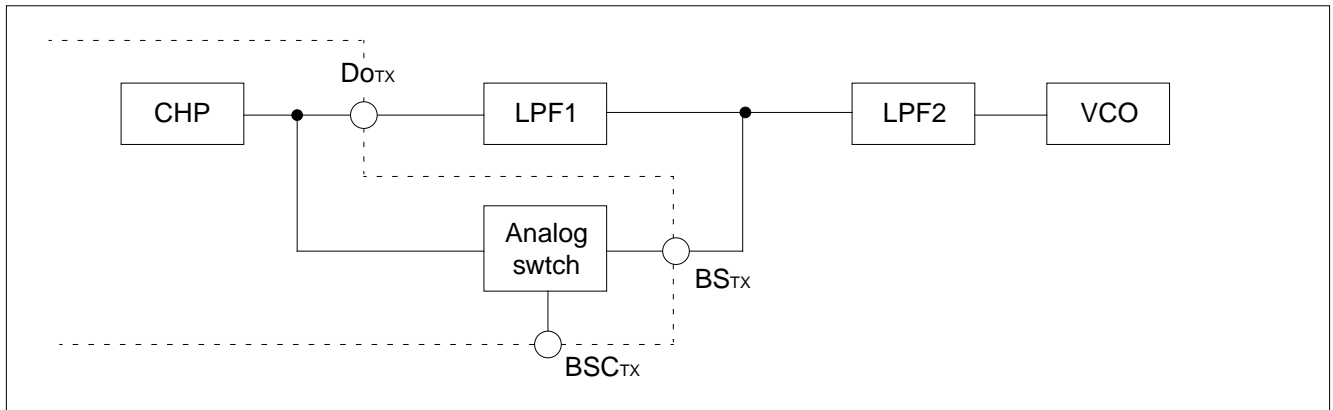 DoTX
CHP
LPF1
LPF2
VCO
Analog
swtch
BSTX
BSCTX